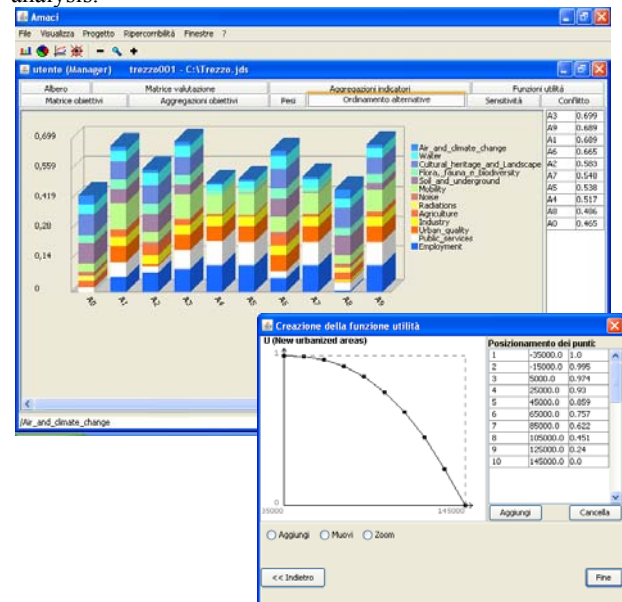 analysis.
Amaci
File Visualizza Progetto Ripercorribilità Finestre ?
utente (Manager) trezzo001 - C:\Trezzo.jds
Albero Matrice valutazione Aggregazioni indicatori Funzioni utilità
Matrice obiettivi Aggregazioni obiettivi Pesi Ordinamento alternative Sensitività Conflitto
0,699
0,559
0,419
0,28
0,14
0
A0 A1 A2 A3 A4 A5 A6 A7 A8 A9
Air_and_climate_change
Water
Cultural_heritage_and_Landscape
Flora,_fauna_e_biodiversity
Soil_and_underground
Mobility
Noise
Radiations
Agriculture
Industry
Urban_quality
Public_services
Employment
A3 0.699
A9 0.689
A1 0.689
A6 0.665
A2 0.583
A7 0.540
A5 0.538
A4 0.517
A8 0.486
A0 0.465
/Air_and_climate_change
Creazione della funzione utilità
U (New urbanized areas)
1
0
35000 145000
Posizionamento dei punti:
1 -35000.0 1.0
2 -15000.0 0.995
3 5000.0 0.974
4 25000.0 0.93
5 45000.0 0.859
6 65000.0 0.757
7 85000.0 0.622
8 105000.0 0.451
9 125000.0 0.24
10 145000.0 0.0
Aggiungi Cancella
Aggiungi Muovi Zoom
<< Indietro Fine